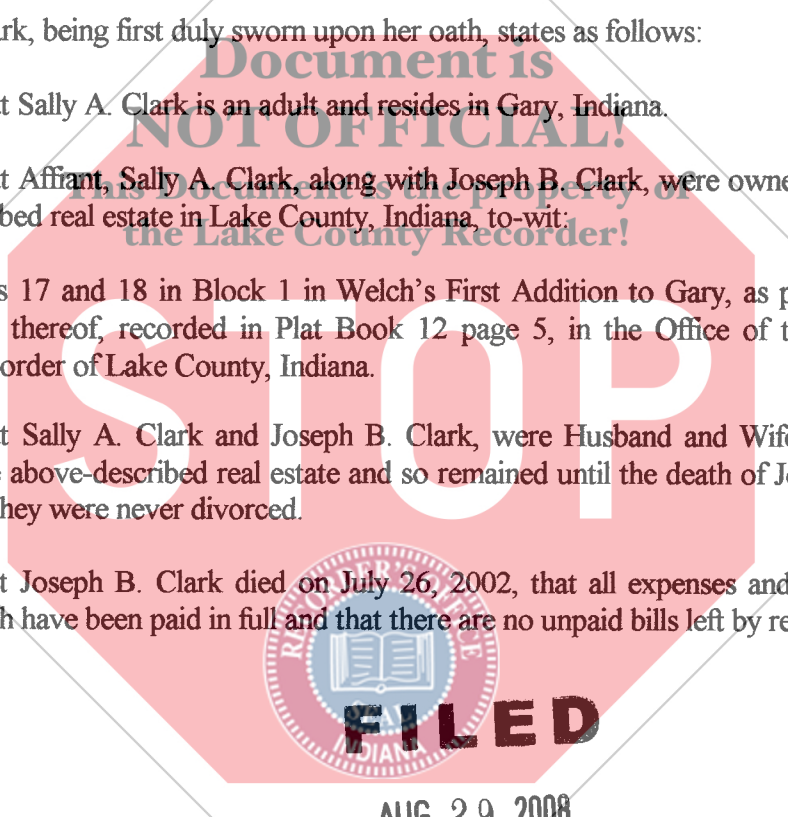 rk, being first duly sworn upon her oath, states as follows:
Document is
t Sally A. Clark is an adult and resides in Gary, Indiana.
NOT OFFICIAL!
t Affiant, Sally A. Clark, along with Joseph B. Clark, were owne
This Document is the property of
bed real estate in Lake County, Indiana, to-wit:
the Lake County Recorder!
s 17 and 18 in Block 1 in Welch's First Addition to Gary, as p
thereof, recorded in Plat Book 12 page 5, in the Office of t
order of Lake County, Indiana.
STOP
t Sally A. Clark and Joseph B. Clark, were Husband and Wife
e above-described real estate and so remained until the death of Jo
hey were never divorced.
t Joseph B. Clark died on July 26, 2002, that all expenses and
h have been paid in full and that there are no unpaid bills left by re
RECORDER'S OFFICE
SEAL
INDIANA
FILED
AUG 29 2008